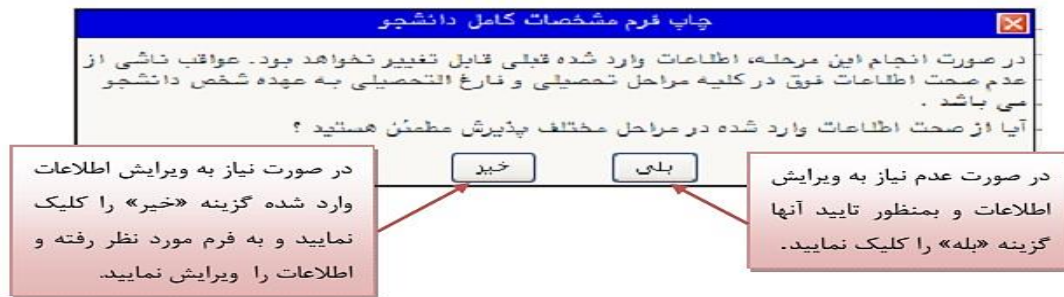 چاپ فرم مشخصات کامل دانشجو
در صورت انجام این مرحله، اطلاعات وارد شده قبلی قابل تغییر نخواهد بود. عواقب ناشی از
عدم صحت اطلاعات فوق در کلیه مراحل تحصیلی و فارغ التحصیلی به عهده شخص دانشجو
می باشد .
آیا از صحت اطلاعات وارد شده در مراحل مختلف پذیرش مطمئن هستید ؟
بلی
خیر
در صورت عدم نیاز به ویرایش
اطلاعات و بمنظور تایید آنها
گزینه «بله» را کلیک نمایید.
در صورت نیاز به ویرایش اطلاعات
وارد شده گزینه «خیر» را کلیک
نمایید و به فرم مورد نظر رفته و
اطلاعات را ویرایش نمایید.